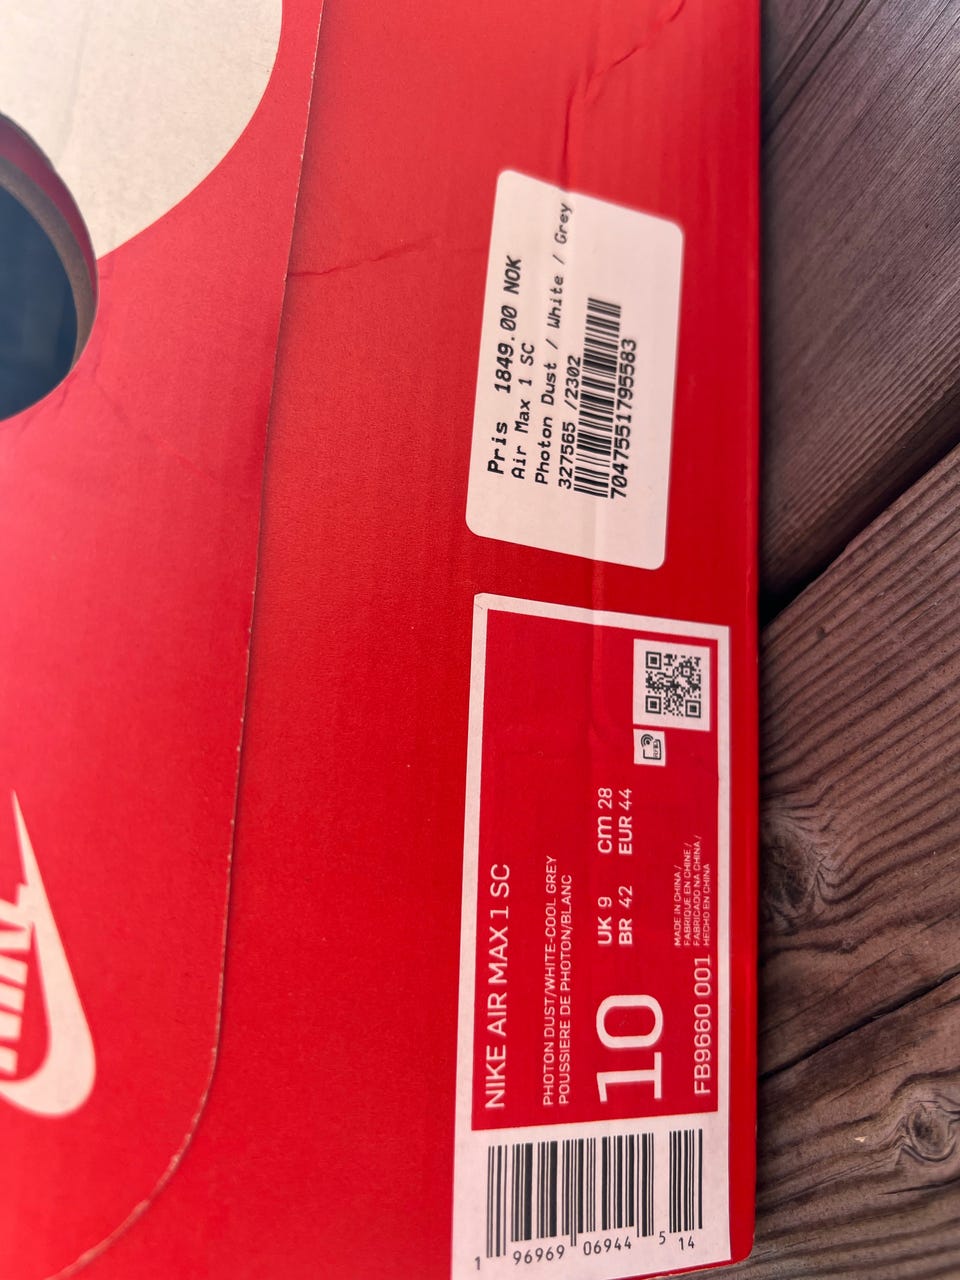 Pris 1849.00 NOK
Air Max 1 SC
Photon Dust / White / Grey
327565 /2302
7047551795583
NIKE AIR MAX 1 SC
PHOTON DUST/WHITE-COOL GREY
POUSSIERE DE PHOTON/BLANC
10
UK 9 cm 28
BR 42 EUR 44
FB9660 001
MADE IN CHINA /
FABRIQUE EN CHINE /
FABRICADO NA CHINA /
HECHO EN CHINA
1 96969 06944 5 14
NIKE